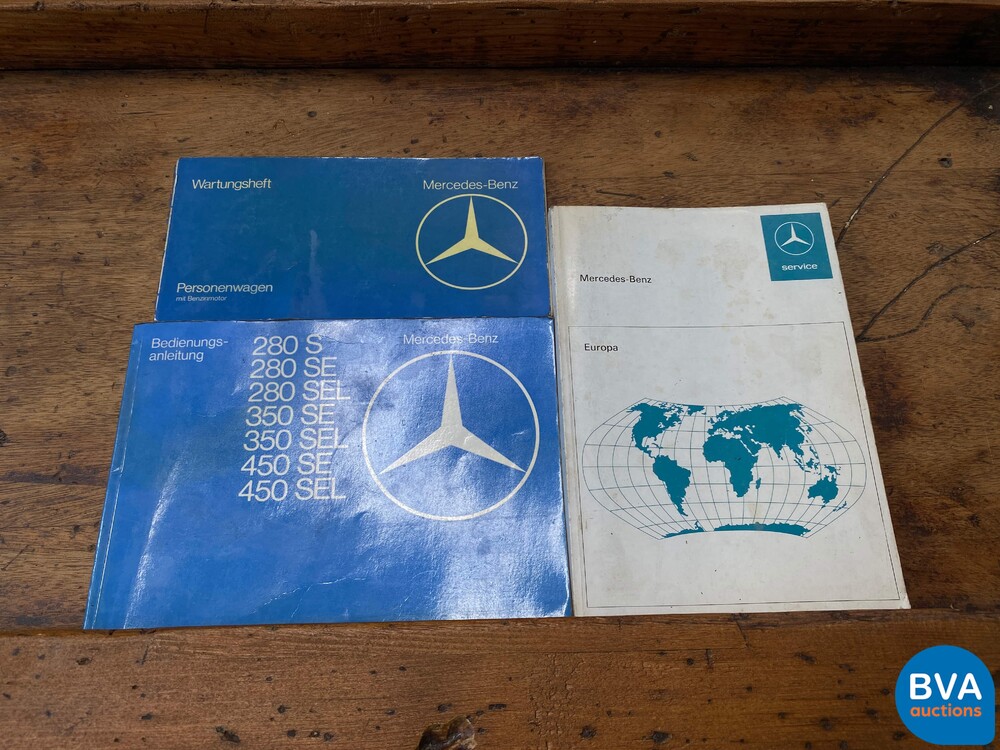 Wartungsheft
Mercedes-Benz
Personenwagen
mit Benzinmotor
Bedienungs-
anleitung
280 S
280 SE
280 SEL
350 SE
350 SEL
450 SE
450 SEL
Mercedes-Benz
Mercedes-Benz
service
Europa
BVA
auctions